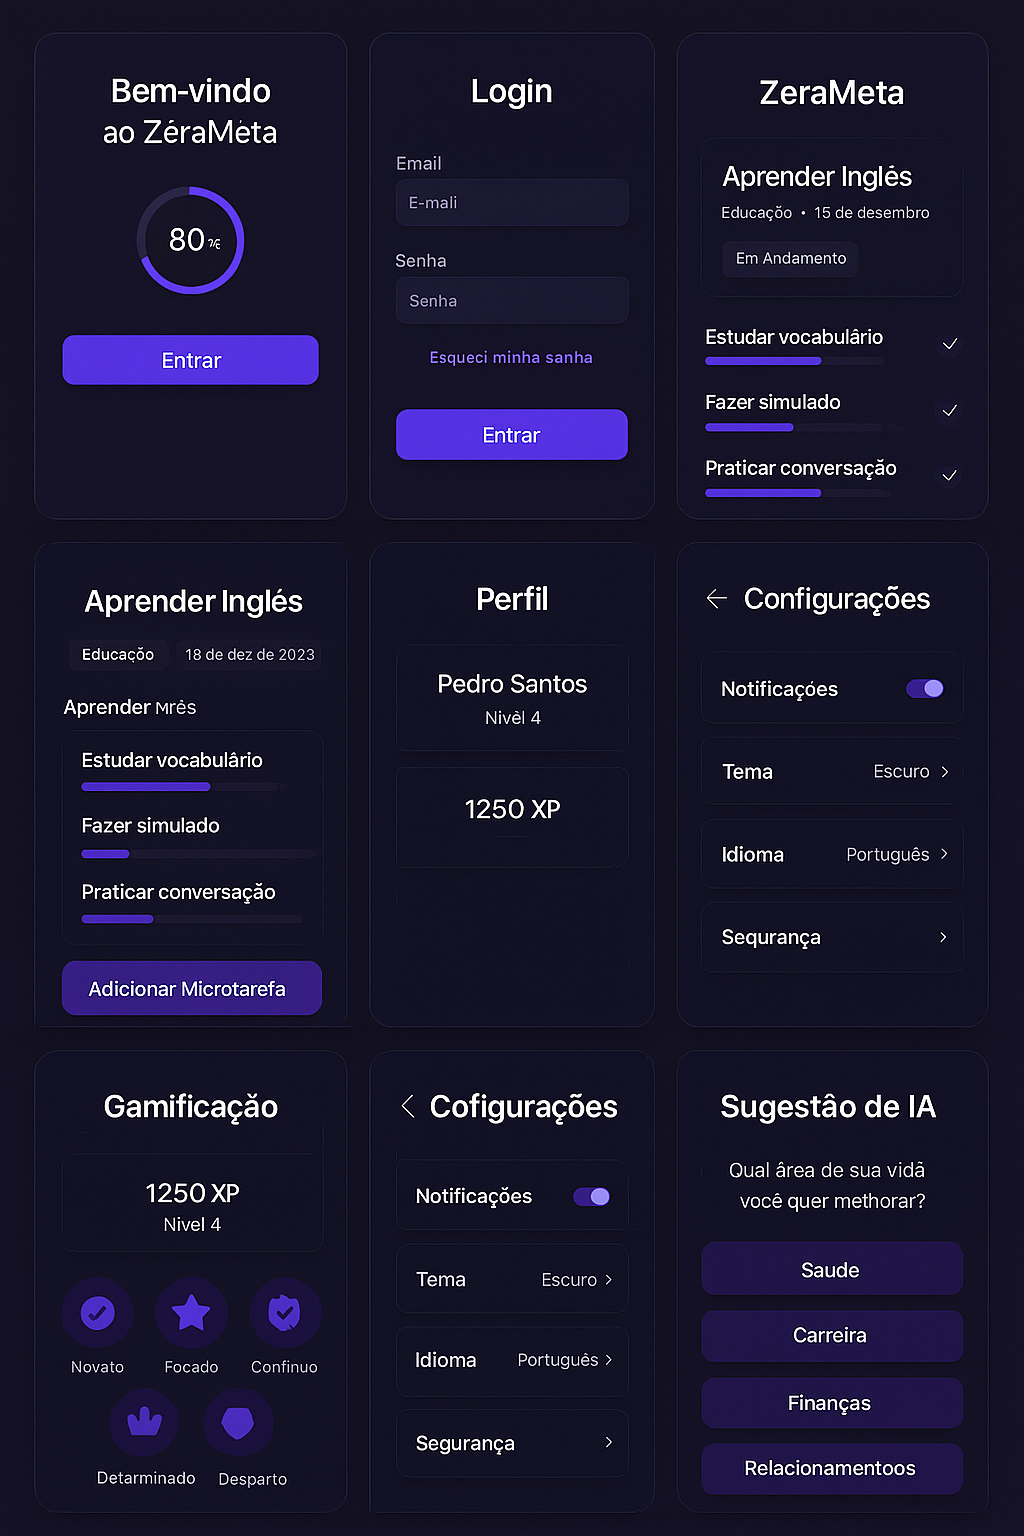 Bem-vindo
ao ZéraMéta
80
Entrar
Login
Email
E-mali
Senha
Senha
Esqueci minha sanha
Entrar
ZeraMeta
Aprender Inglés
Educação • 15 de desembro
Em Andamento
Estudar vocabulârio
Fazer simulado
Praticar conversação
Aprender Inglés
Educação 18 de dez de 2023
Aprender Mrés
Estudar vocabulârio
Fazer simulado
Praticar conversação
Adicionar Microtarefa
Perfil
Pedro Santos
Nivèl 4
1250 XP
Configurações
Notificações
Tema Escuro
Idioma Português
Sequrança
Gamificação
1250 XP
Nivel 4
Novato Focado Confinuo
Detarminado Desparto
Cofigurações
Notificações
Tema Escuro
Idioma Português
Segurança
Sugestâo de IA
Qual ârea de sua vidã
você quer methorar?
Saude
Carreira
Finanças
Relacionamentoos